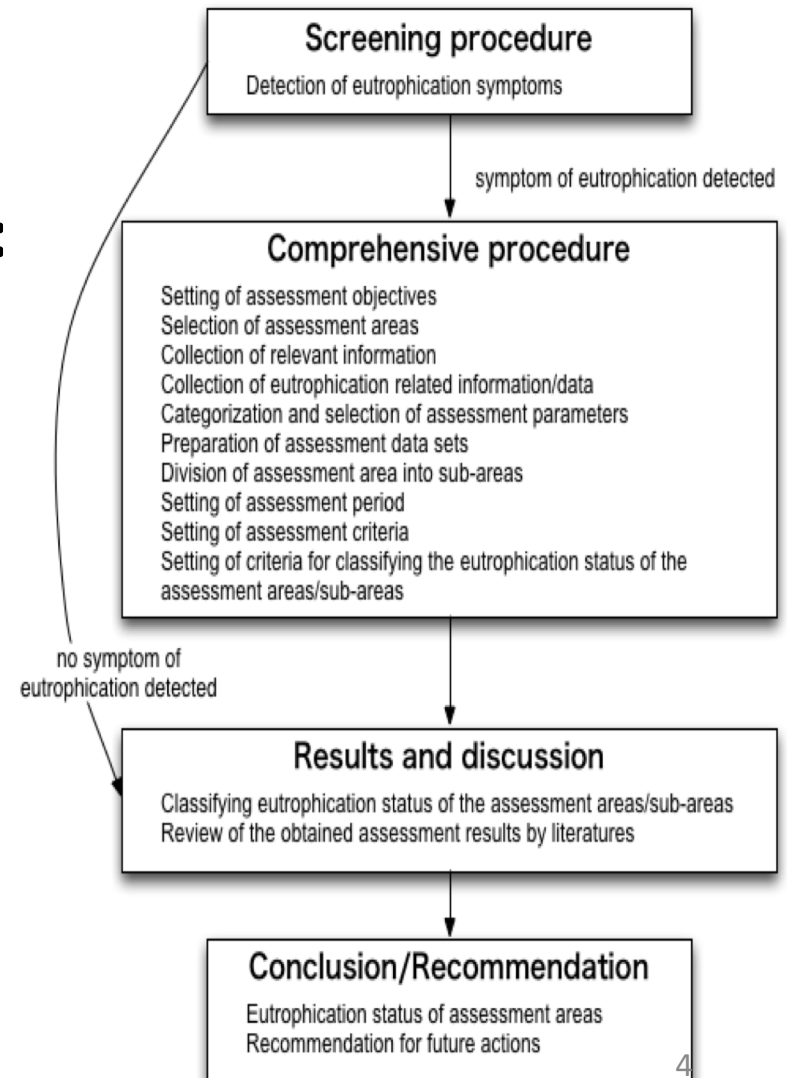 Screening procedure
Detection of eutrophication symptoms
symptom of eutrophication detected
:
Comprehensive procedure
Setting of assessment objectives
Selection of assessment areas
Collection of relevant information
Collection of eutrophication related information/data
Categorization and selection of assessment parameters
Preparation of assessment data sets
Division of assessment area into sub-areas
Setting of assessment period
Setting of assessment criteria
Setting of criteria for classifying the eutrophication status of the
assessment areas/sub-areas
no symptom of
eutrophication detected
Results and discussion
Classifying eutrophication status of the assessment areas/sub-areas
Review of the obtained assessment results by literatures
Conclusion/Recommendation
Eutrophication status of assessment areas
Recommendation for future actions
4